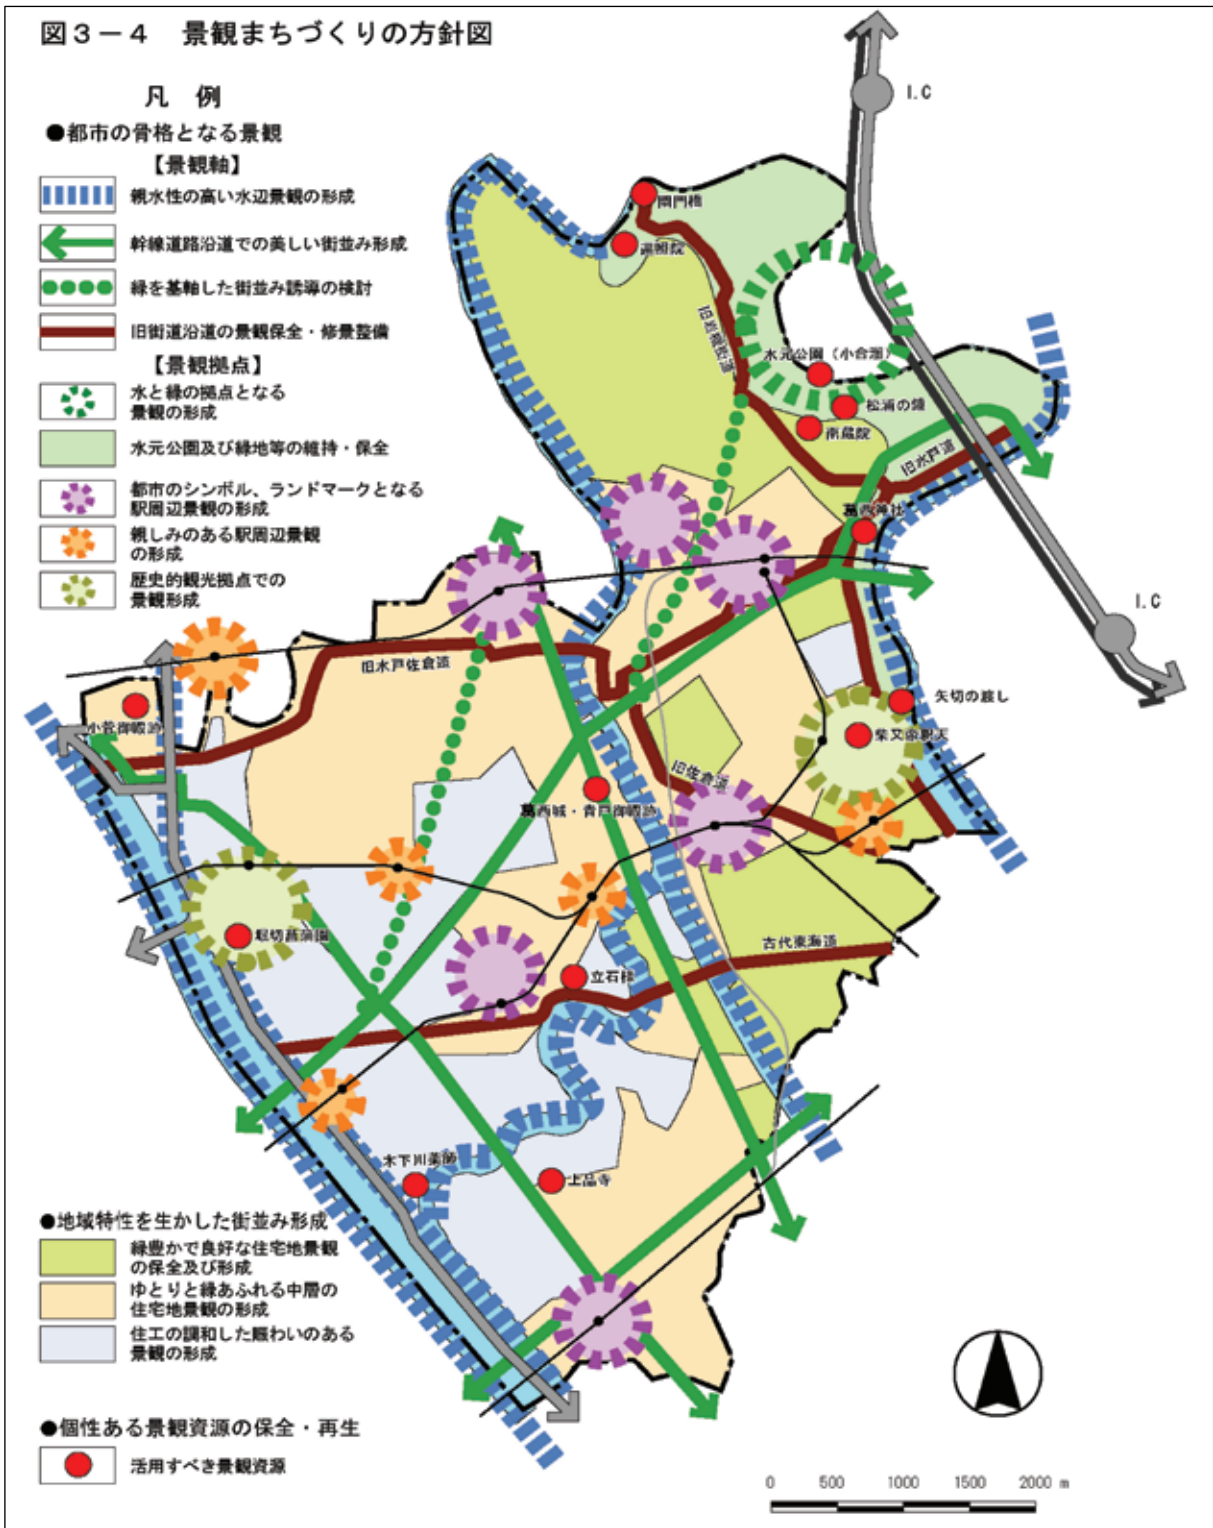 図3-4 景観まちづくりの方針図
凡 例
●都市の骨格となる景観
【景観軸】
親水性の高い水辺景観の形成
幹線道路沿道での美しい街並み形成
緑を基軸した街並み誘導の検討
旧街道沿道の景観保全・修景整備
【景観拠点】
水と緑の拠点となる
景観の形成
水元公園及び緑地等の維持・保全
都市のシンボル、ランドマークとなる
駅周辺景観の形成
親しみのある駅周辺景観
の形成
歴史的観光拠点での
景観形成
I.C
閘門橋
遍照院
旧岩槻街道
水元公園(小合溜)
松浦の鐘
南蔵院
旧水戸道
葛西神社
I.C
旧水戸佐倉道
小菅御殿跡
矢切の渡し
柴又帝釈天
旧佐倉道
葛西城・青戸御殿跡
古代東海道
堀切菖蒲園
立石様
木下川薬師
上品寺
●地域特性を生かした街並み形成
緑豊かで良好な住宅地景観
の保全及び形成
ゆとりと緑あふれる中層の
住宅地景観の形成
住工の調和した賑わいのある
景観の形成
●個性ある景観資源の保全・再生
活用すべき景観資源
0 500 1000 1500 2000 m